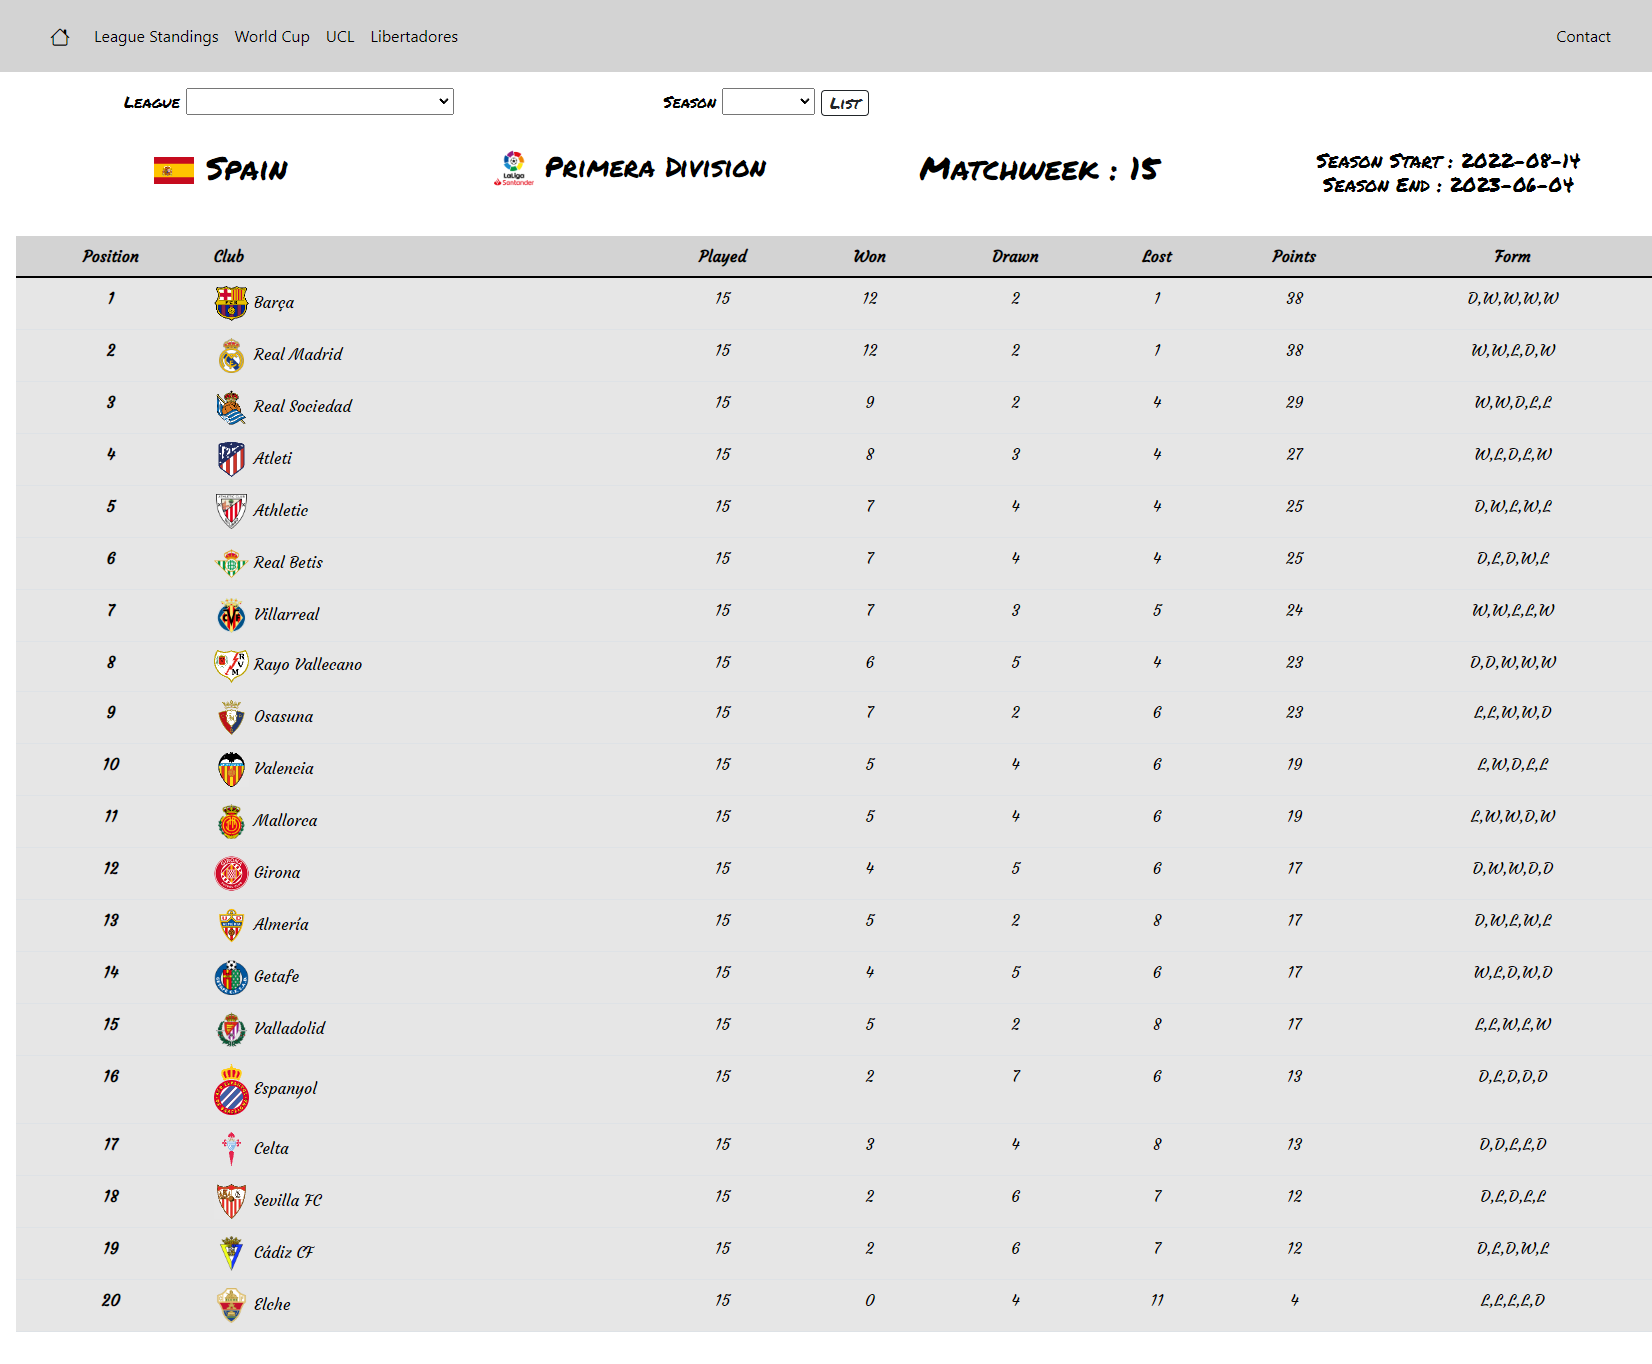 League Standings World Cup UCL Libertadores Contact
League Season List
Spain LaLiga Santander Primera Division Matchweek : 15 Season Start : 2022-08-14
Season End : 2023-06-04
Position Club Played Won Drawn Lost Points Form
1 Barça 15 12 2 1 38 D,W,W,W,W
2 Real Madrid 15 12 2 1 38 W,W,L,D,W
3 Real Sociedad 15 9 2 4 29 W,W,D,L,L
4 Atleti 15 8 3 4 27 W,L,D,L,W
5 Athletic 15 7 4 4 25 D,W,L,W,L
6 Real Betis 15 7 4 4 25 D,L,D,W,L
7 Villarreal 15 7 3 5 24 W,W,L,L,W
8 Rayo Vallecano 15 6 5 4 23 D,D,W,W,W
9 Osasuna 15 7 2 6 23 L,L,W,W,D
10 Valencia 15 5 4 6 19 L,W,D,L,L
11 Mallorca 15 5 4 6 19 L,W,W,D,W
12 Girona 15 4 5 6 17 D,W,W,D,D
13 Almería 15 5 2 8 17 D,W,L,W,L
14 Getafe 15 4 5 6 17 W,L,D,W,D
15 Valladolid 15 5 2 8 17 L,L,W,L,W
16 Espanyol 15 2 7 6 13 D,L,D,D,D
17 Celta 15 3 4 8 13 D,D,L,L,D
18 Sevilla FC 15 2 6 7 12 D,L,D,L,L
19 Cádiz CF 15 2 6 7 12 D,L,D,W,L
20 Elche 15 0 4 11 4 L,L,L,L,D